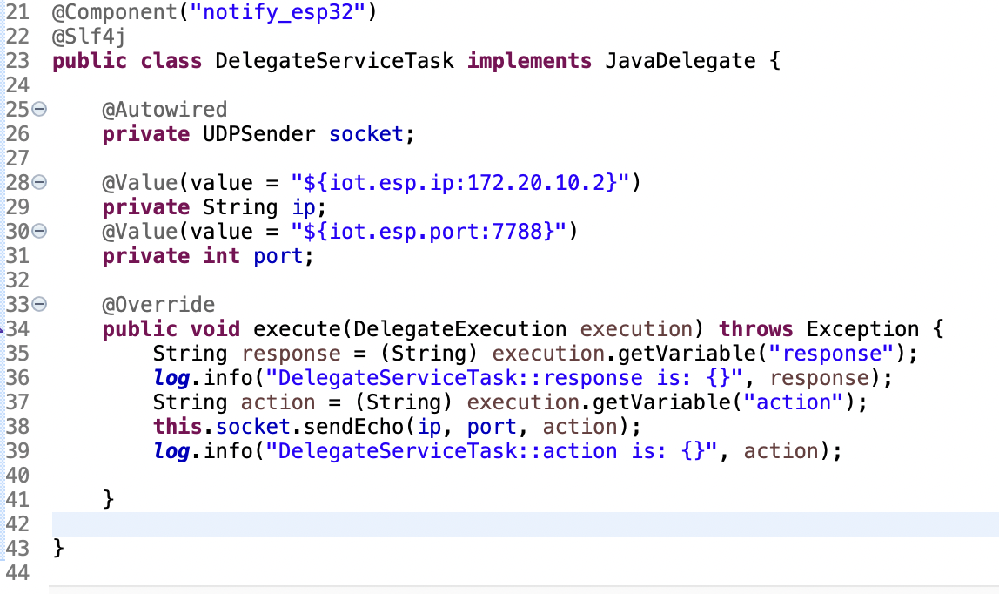 21 @Component("notify_esp32")
22 @Slf4j
23 public class DelegateServiceTask implements JavaDelegate {
24
25     @Autowired
26     private UDPSender socket;
27
28     @Value(value = "${iot.esp.ip:172.20.10.2}")
29     private String ip;
30     @Value(value = "${iot.esp.port:7788}")
31     private int port;
32
33     @Override
34     public void execute(DelegateExecution execution) throws Exception {
35         String response = (String) execution.getVariable("response");
36         log.info("DelegateServiceTask::response is: {}", response);
37         String action = (String) execution.getVariable("action");
38         this.socket.sendEcho(ip, port, action);
39         log.info("DelegateServiceTask::action is: {}", action);
40
41     }
42
43 }
44